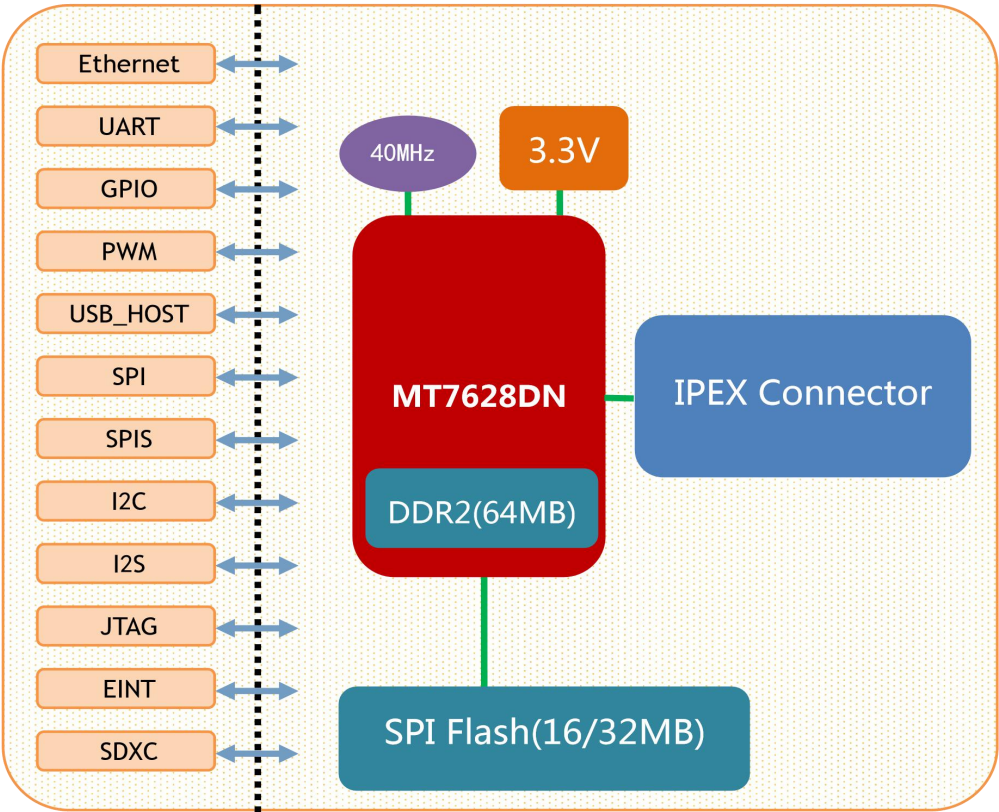 Ethernet
UART
GPIO
PWM
USB_HOST
SPI
SPIS
I2C
I2S
JTAG
EINT
SDXC
40MHz
3.3V
MT7628DN
DDR2(64MB)
IPEX Connector
SPI Flash(16/32MB)